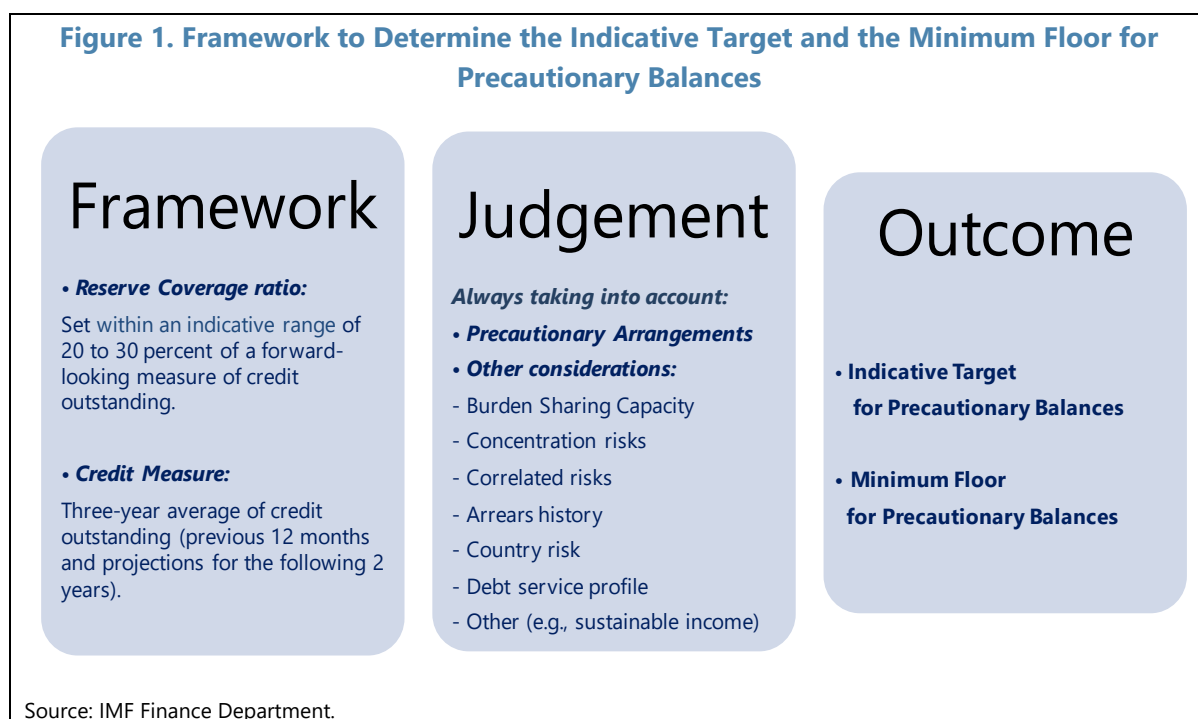 Figure 1. Framework to Determine the Indicative Target and the Minimum Floor for
Precautionary Balances
Framework
• Reserve Coverage ratio:
Set within an indicative range of
20 to 30 percent of a forward-
looking measure of credit
outstanding.
• Credit Measure:
Three-year average of credit
outstanding (previous 12 months
and projections for the following 2
years).
Judgement
Always taking into account:
• Precautionary Arrangements
• Other considerations:
- Burden Sharing Capacity
- Concentration risks
- Correlated risks
- Arrears history
- Country risk
- Debt service profile
- Other (e.g., sustainable income)
Outcome
• Indicative Target
for Precautionary Balances
• Minimum Floor
for Precautionary Balances
Source: IMF Finance Department.